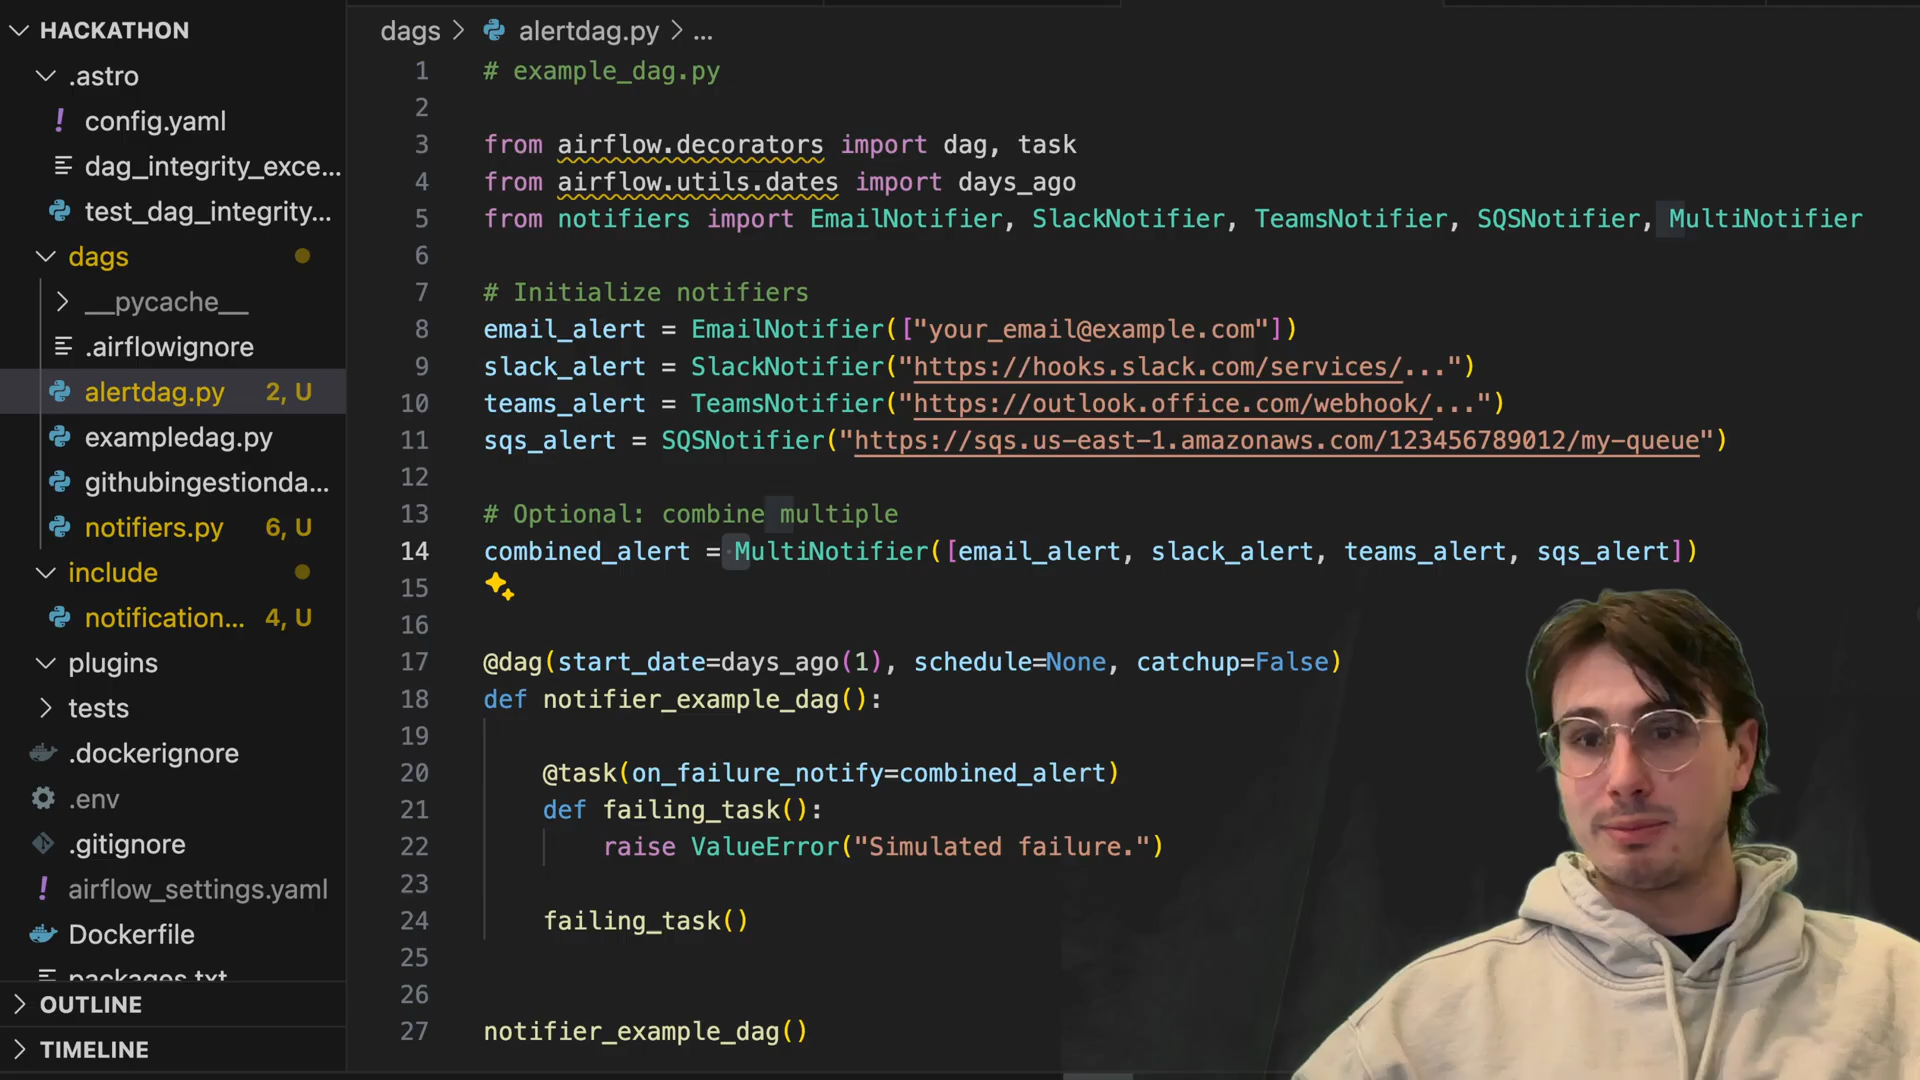 HACKATHON
.astro
config.yaml
dag_integrity_exce...
test_dag_integrity...
dags
__pycache__
.airflowignore
alertdag.py 2, U
exampledag.py
githubingestionda...
notifiers.py 6, U
include
notification... 4, U
plugins
tests
.dockerignore
.env
.gitignore
airflow_settings.yaml
Dockerfile
packages.txt
OUTLINE
TIMELINE
dags > alertdag.py > ...
1 # example_dag.py
2
3 from airflow.decorators import dag, task
4 from airflow.utils.dates import days_ago
5 from notifiers import EmailNotifier, SlackNotifier, TeamsNotifier, SQSNotifier, MultiNotifier
6
7 # Initialize notifiers
8 email_alert = EmailNotifier(["your_email@example.com"])
9 slack_alert = SlackNotifier("https://hooks.slack.com/services/...")
10 teams_alert = TeamsNotifier("https://outlook.office.com/webhook/...")
11 sqs_alert = SQSNotifier("https://sqs.us-east-1.amazonaws.com/123456789012/my-queue")
12
13 # Optional: combine multiple
14 combined_alert = MultiNotifier([email_alert, slack_alert, teams_alert, sqs_alert])
15
16
17 @dag(start_date=days_ago(1), schedule=None, catchup=False)
18 def notifier_example_dag():
19
20 @task(on_failure_notify=combined_alert)
21 def failing_task():
22 raise ValueError("Simulated failure.")
23
24 failing_task()
25
26
27 notifier_example_dag()